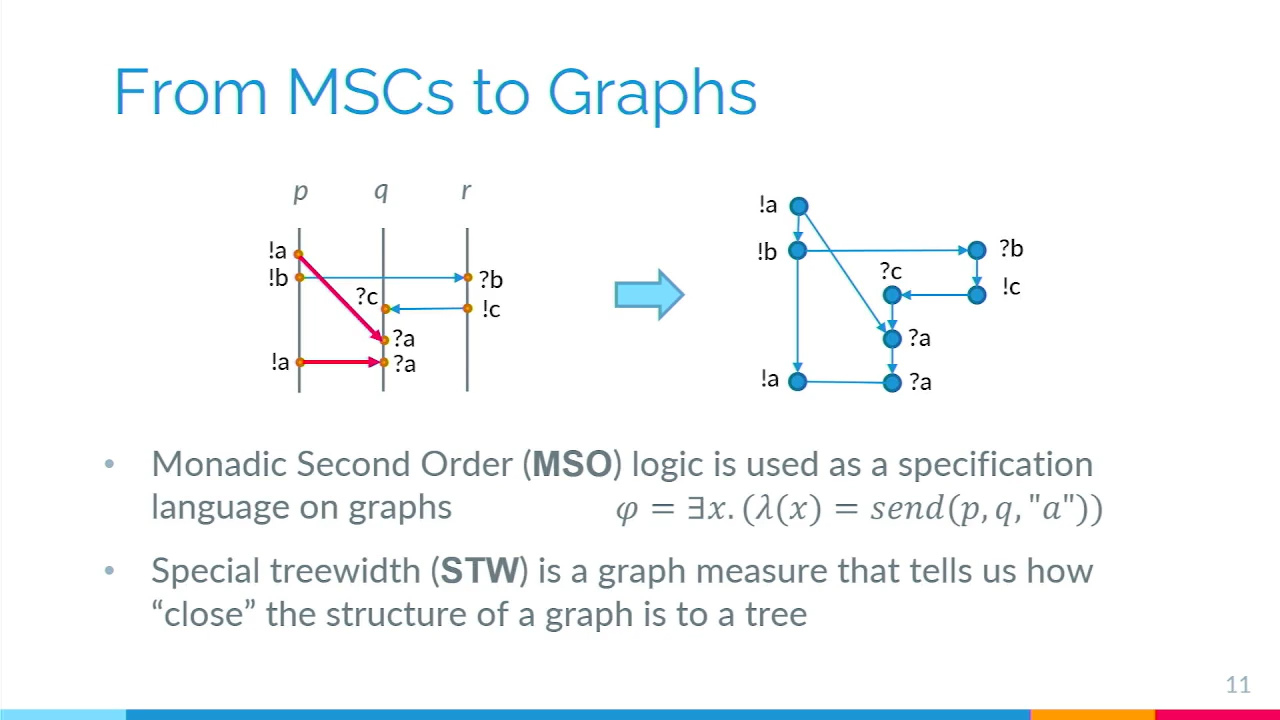 From MSCs to Graphs
p q r
!a
!b
?b
?c
!c
?a
!a
?a
!a
!b
?b
?c
!c
?a
!a
?a
• Monadic Second Order (MSO) logic is used as a specification
language on graphs φ = ∃x. (λ(x) = send(p, q, "a"))
• Special treewidth (STW) is a graph measure that tells us how
“close” the structure of a graph is to a tree
11